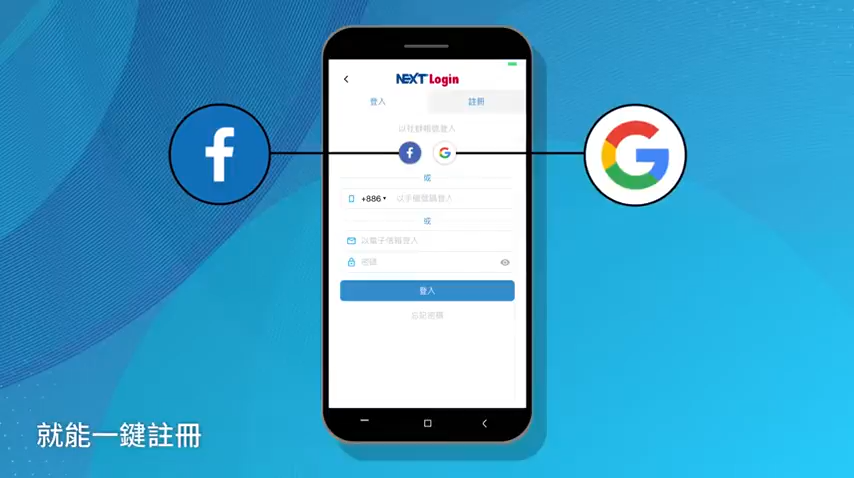 NEXT Login
登入 註冊
以社群帳號登入
或
+886 以手機號碼登入
或
以電子信箱登入
密碼
登入
忘記密碼
就能一鍵註冊